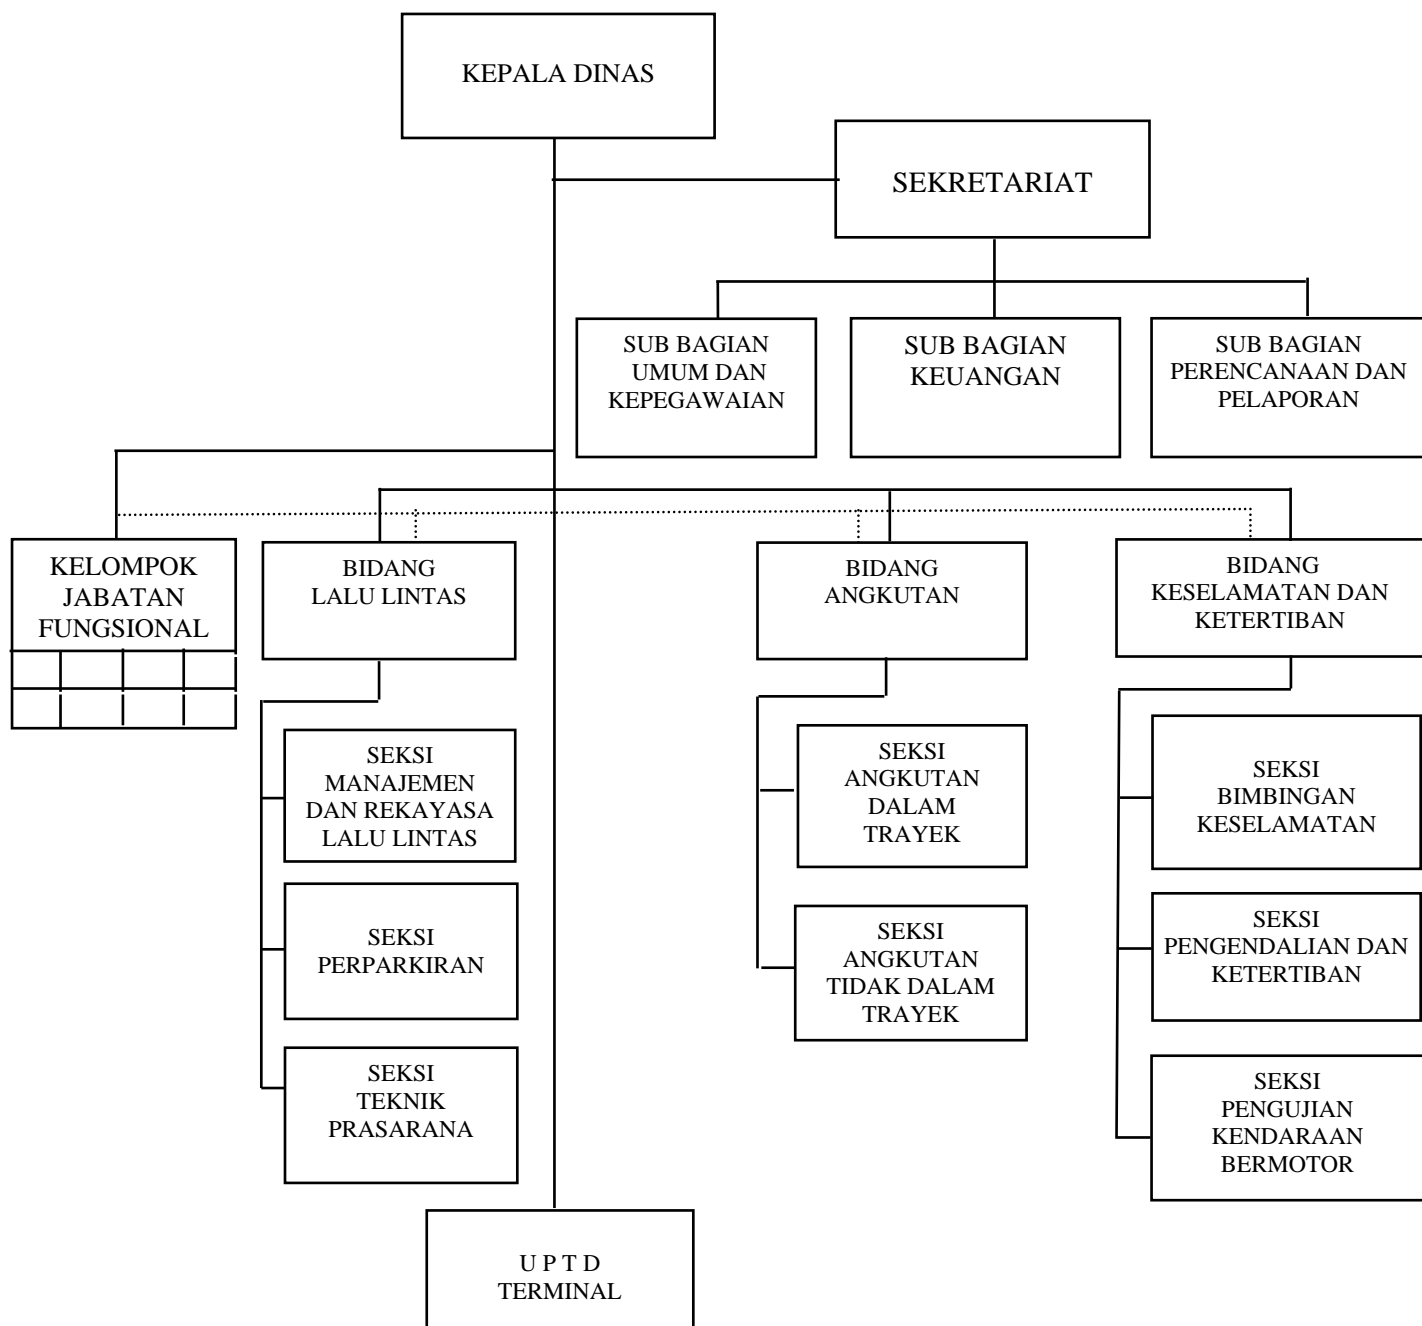 KEPALA DINAS
SEKRETARIAT
SUB BAGIAN
UMUM DAN
KEPEGAWAIAN
SUB BAGIAN
KEUANGAN
SUB BAGIAN
PERENCANAAN DAN
PELAPORAN
KELOMPOK
JABATAN
FUNGSIONAL
BIDANG
LALU LINTAS
BIDANG
ANGKUTAN
BIDANG
KESELAMATAN DAN
KETERTIBAN
SEKSI
MANAJEMEN
DAN REKAYASA
LALU LINTAS
SEKSI
PERPARKIRAN
SEKSI
TEKNIK
PRASARANA
SEKSI
ANGKUTAN
DALAM
TRAYEK
SEKSI
ANGKUTAN
TIDAK DALAM
TRAYEK
SEKSI
BIMBINGAN
KESELAMATAN
SEKSI
PENGENDALIAN DAN
KETERTIBAN
SEKSI
PENGUJIAN
KENDARAAN
BERMOTOR
U P T D
TERMINAL